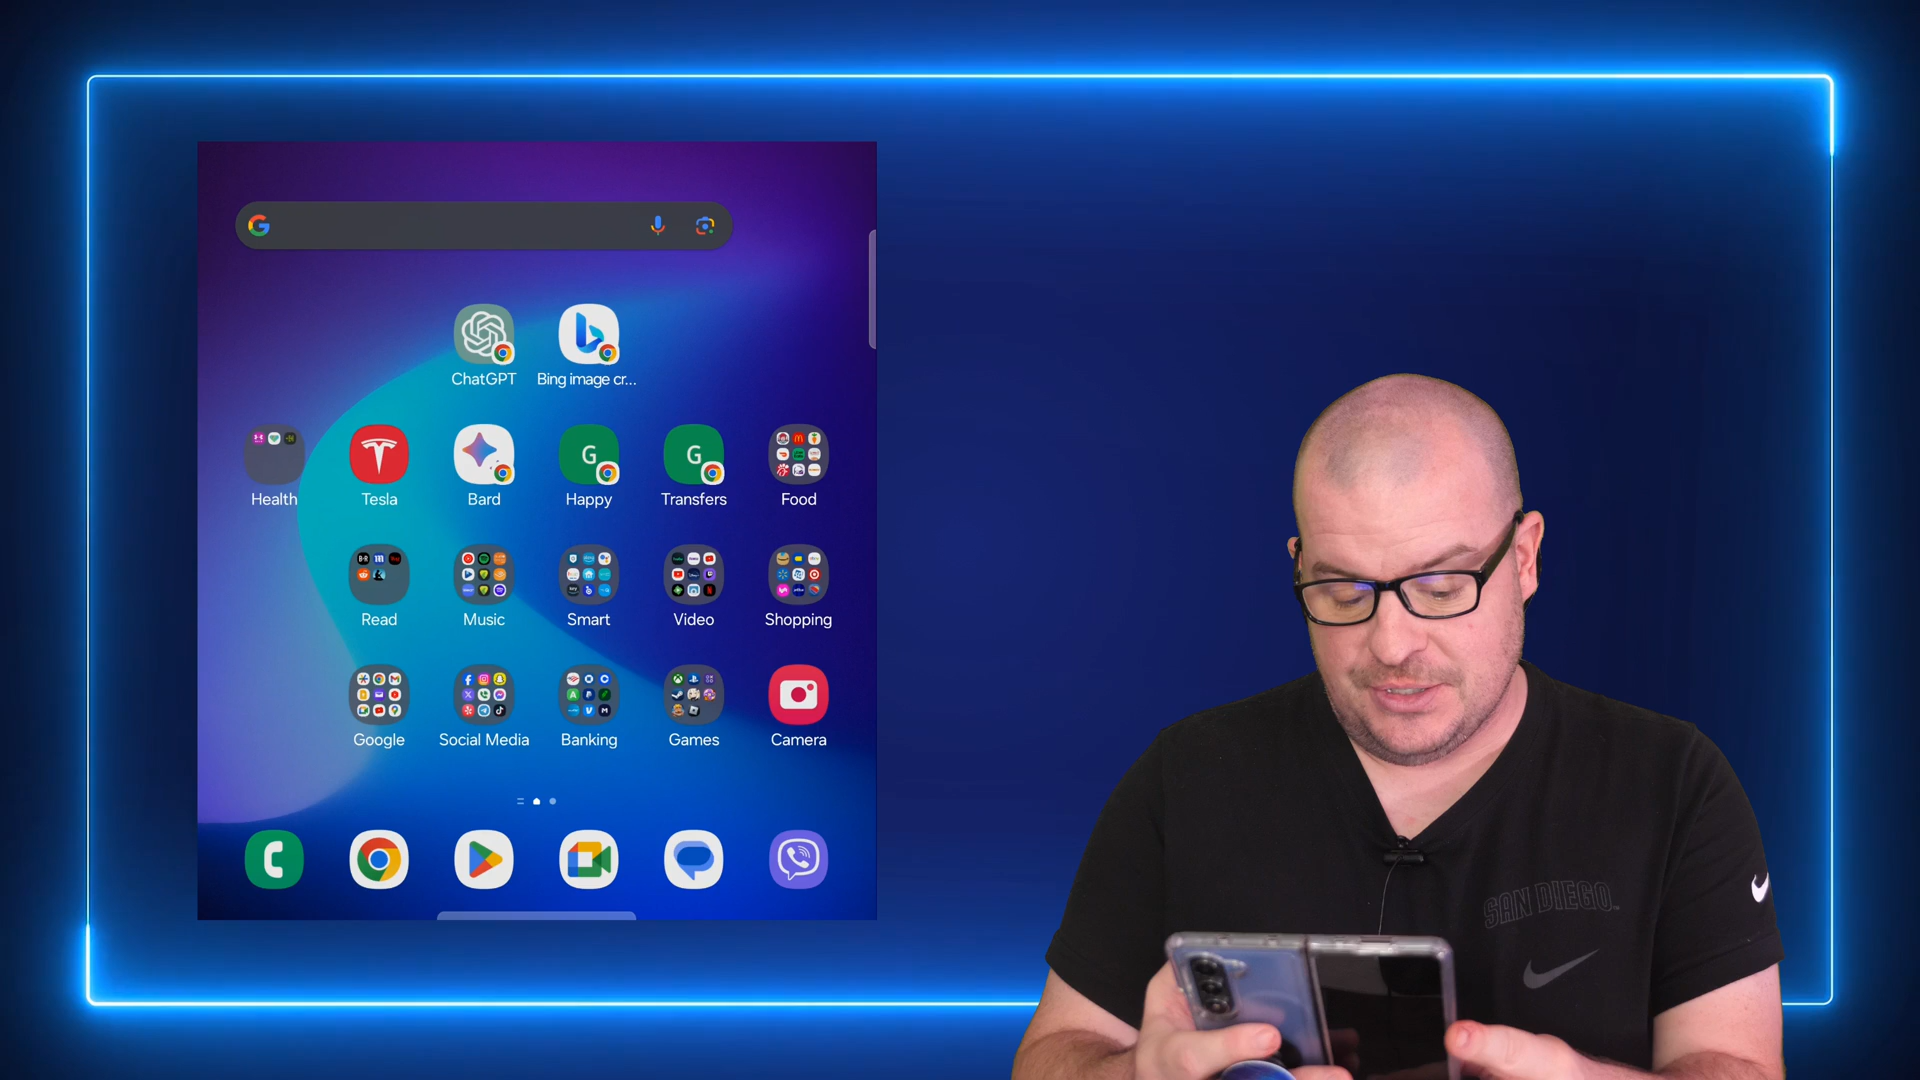 G
ChatGPT
Bing image cr...
G
G
Health
Tesla
Bard
Happy
Transfers
Food
Read
Music
Smart
Video
Shopping
Google
Social Media
Banking
Games
Camera
SAN DIEGO